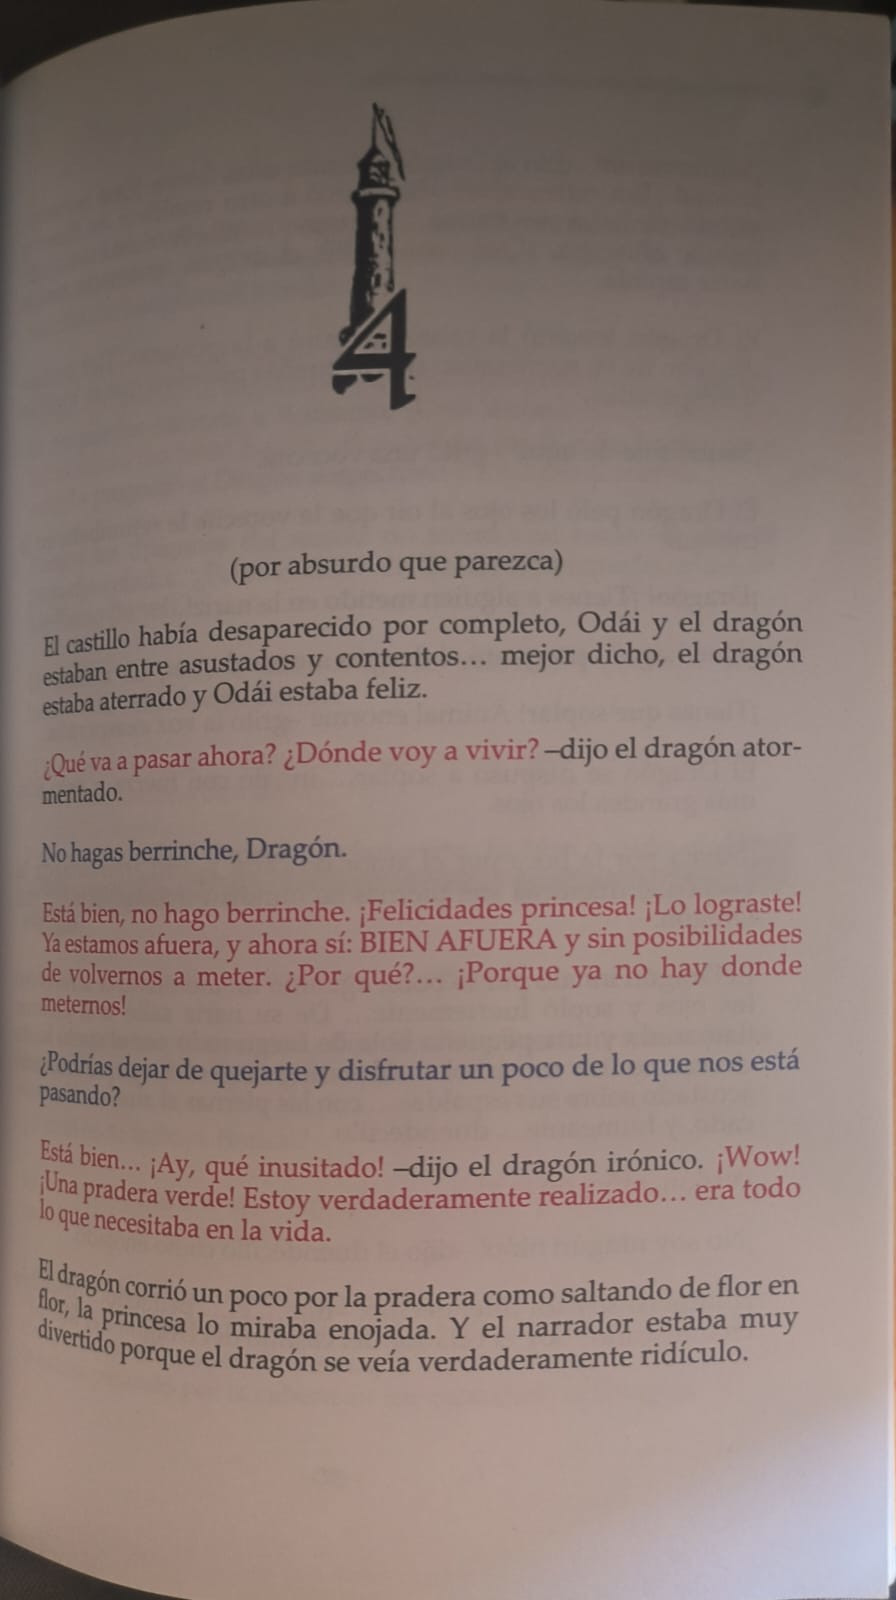 4
(por absurdo que parezca)
El castillo había desaparecido por completo, Odái y el dragón
estaban entre asustados y contentos... mejor dicho, el dragón
estaba aterrado y Odái estaba feliz.
¿Qué va a pasar ahora? ¿Dónde voy a vivir? –dijo el dragón ator-
mentado.
No hagas berrinche, Dragón.
Está bien, no hago berrinche. ¡Felicidades princesa! ¡Lo lograste!
Ya estamos afuera, y ahora sí: BIEN AFUERA y sin posibilidades
de volvernos a meter. ¿Por qué?... ¡Porque ya no hay donde
meternos!
¿Podrías dejar de quejarte y disfrutar un poco de lo que nos está
pasando?
Está bien... ¡Ay, qué inusitado! –dijo el dragón irónico. ¡Wow!
¡Una pradera verde! Estoy verdaderamente realizado... era todo
lo que necesitaba en la vida.
El dragón corrió un poco por la pradera como saltando de flor en
flor, la princesa lo miraba enojada. Y el narrador estaba muy
divertido porque el dragón se veía verdaderamente ridículo.